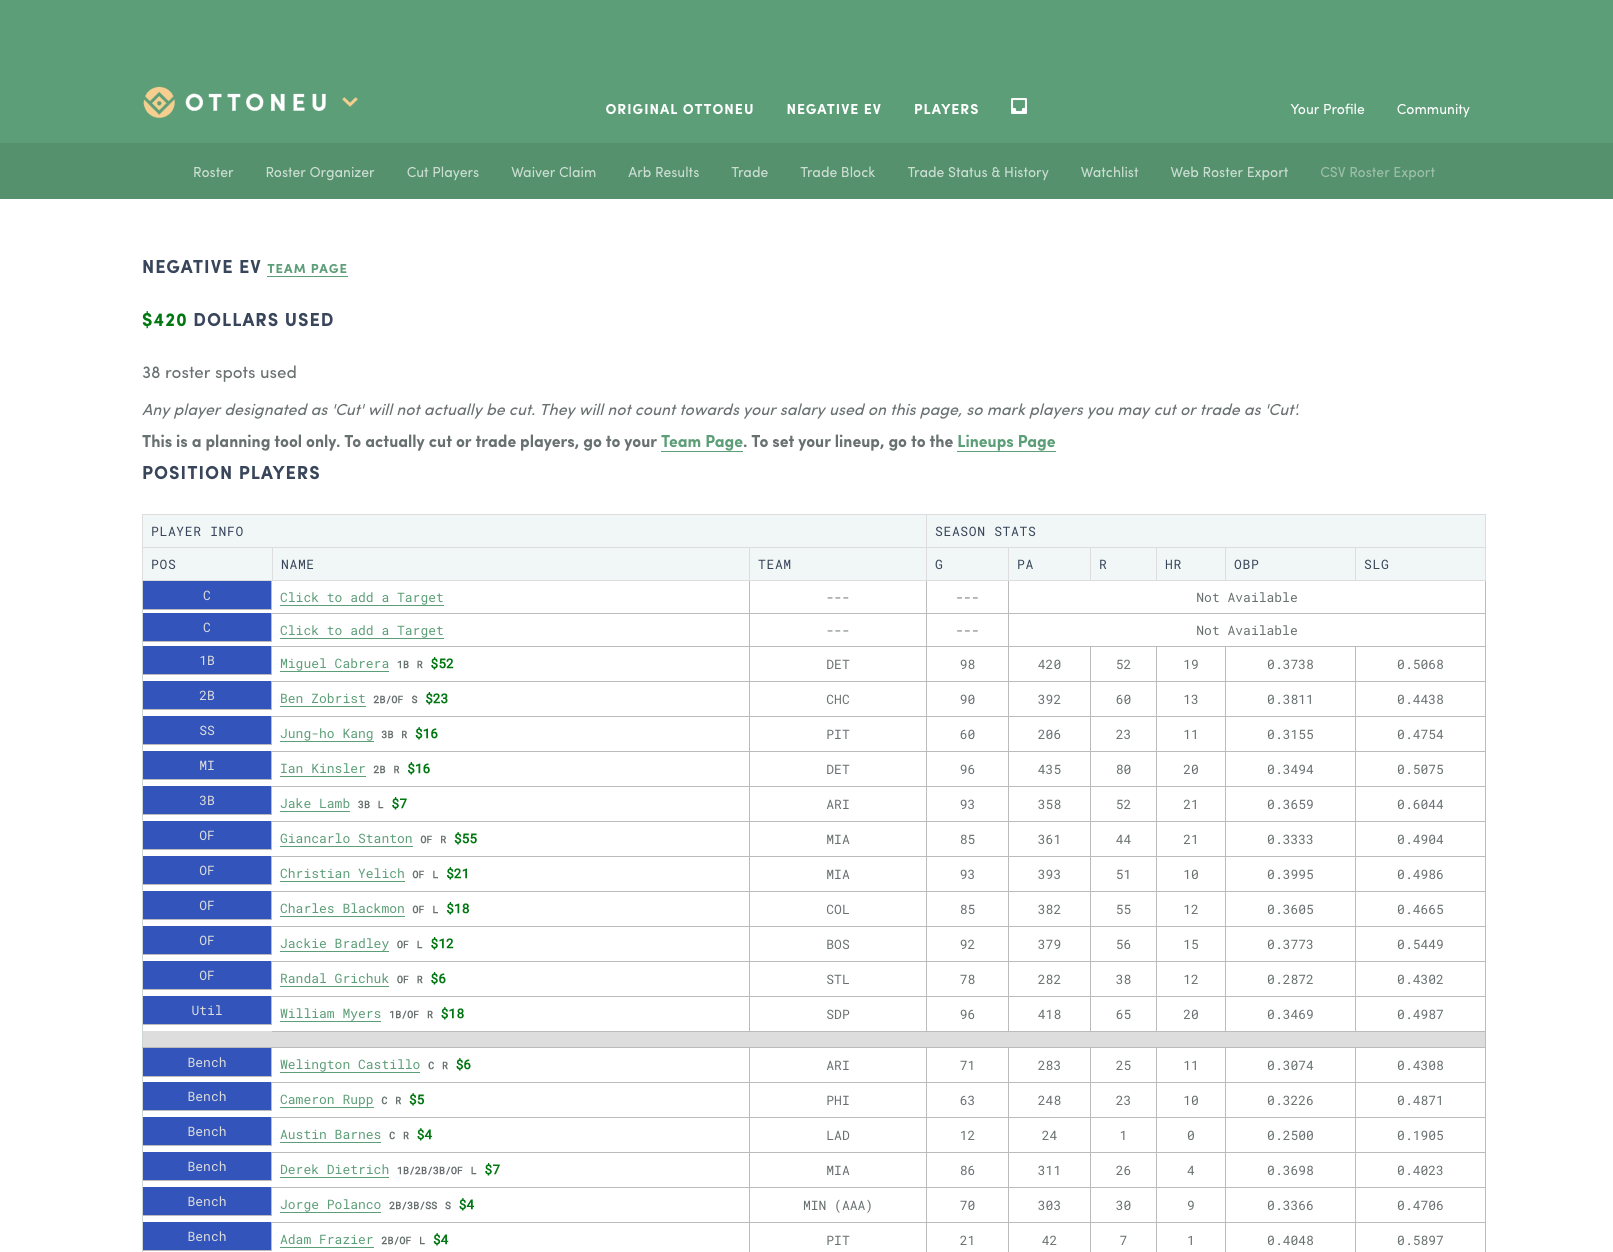 OTTONEU
ORIGINAL OTTONEU NEGATIVE EV PLAYERS
Your Profile Community
Roster Roster Organizer Cut Players Waiver Claim Arb Results Trade Trade Block Trade Status & History Watchlist Web Roster Export CSV Roster Export
NEGATIVE EV TEAM PAGE
$420 DOLLARS USED
38 roster spots used
Any player designated as 'Cut' will not actually be cut. They will not count towards your salary used on this page, so mark players you may cut or trade as 'Cut'.
This is a planning tool only. To actually cut or trade players, go to your Team Page. To set your lineup, go to the Lineups Page
POSITION PLAYERS
PLAYER INFO SEASON STATS
POS NAME TEAM G PA R HR OBP SLG
C Click to add a Target --- --- Not Available
C Click to add a Target --- --- Not Available
1B Miguel Cabrera 1B R $52 DET 98 420 52 19 0.3738 0.5068
2B Ben Zobrist 2B/OF S $23 CHC 90 392 60 13 0.3811 0.4438
SS Jung-ho Kang 3B R $16 PIT 60 206 23 11 0.3155 0.4754
MI Ian Kinsler 2B R $16 DET 96 435 80 20 0.3494 0.5075
3B Jake Lamb 3B L $7 ARI 93 358 52 21 0.3659 0.6044
OF Giancarlo Stanton OF R $55 MIA 85 361 44 21 0.3333 0.4904
OF Christian Yelich OF L $21 MIA 93 393 51 10 0.3995 0.4986
OF Charles Blackmon OF L $18 COL 85 382 55 12 0.3605 0.4665
OF Jackie Bradley OF L $12 BOS 92 379 56 15 0.3773 0.5449
OF Randal Grichuk OF R $6 STL 78 282 38 12 0.2872 0.4302
Util William Myers 1B/OF R $18 SDP 96 418 65 20 0.3469 0.4987
Bench Welington Castillo C R $6 ARI 71 283 25 11 0.3074 0.4308
Bench Cameron Rupp C R $5 PHI 63 248 23 10 0.3226 0.4871
Bench Austin Barnes C R $4 LAD 12 24 1 0 0.2500 0.1905
Bench Derek Dietrich 1B/2B/3B/OF L $7 MIA 86 311 26 4 0.3698 0.4023
Bench Jorge Polanco 2B/3B/SS S $4 MIN (AAA) 70 303 30 9 0.3366 0.4706
Bench Adam Frazier 2B/OF L $4 PIT 21 42 7 1 0.4048 0.5897